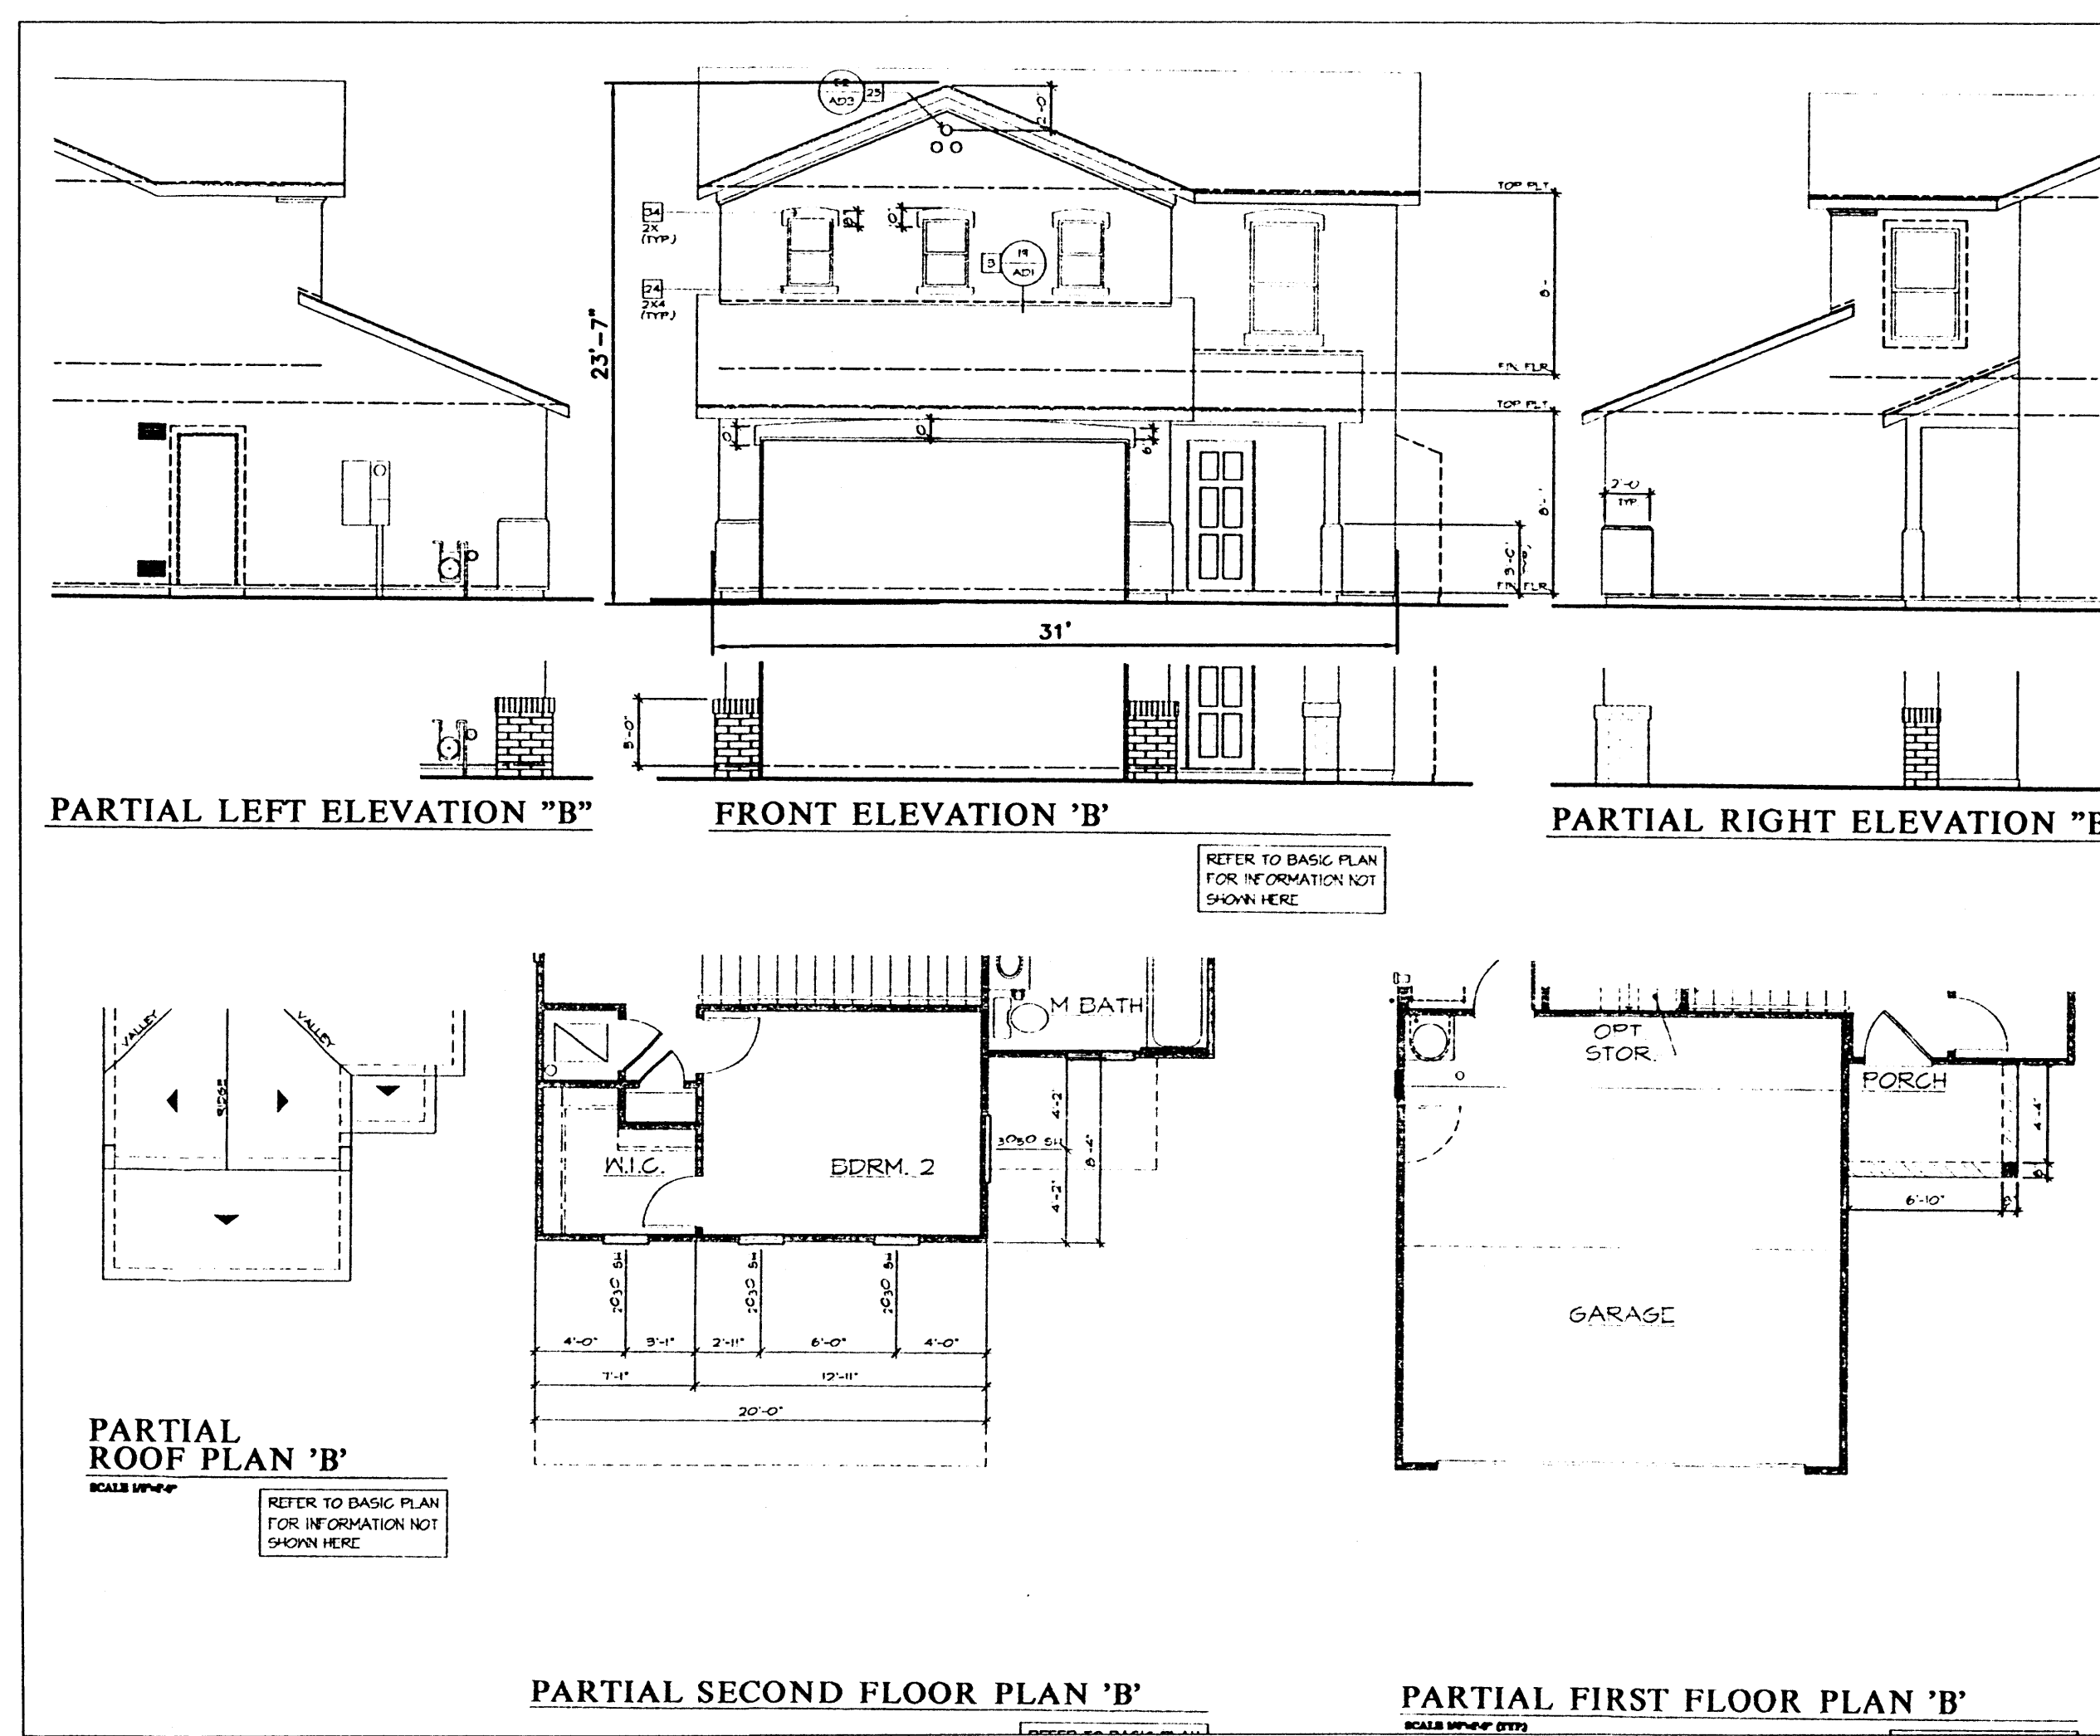 AD3
23
2'-0"
TOP PLT.
34
2X
(TYP.)
3
19
AD1
24
2X4
(TYP.)
8'-
23'-7"
FIN. FLR.
TOP PLT.
6"
2'-0
TYP
8'-
FIN. FLR.
31'
3'-0"
PARTIAL LEFT ELEVATION "B"
FRONT ELEVATION 'B'
PARTIAL RIGHT ELEVATION "B
REFER TO BASIC PLAN
FOR INFORMATION NOT
SHOWN HERE
VALLEY
VALLEY
RIDGE
M BATH
W.I.C.
BDRM. 2
3050 SH
4'-2"
8'-4"
4'-2"
2030 SH
2030 SH
2030 SH
4'-0"
3'-1"
2'-11"
6'-0"
4'-0"
7'-1"
12'-11"
20'-0"
OPT.
STOR.
PORCH
4'-4"
8"
6'-10"
GARAGE
PARTIAL
ROOF PLAN 'B'
REFER TO BASIC PLAN
FOR INFORMATION NOT
SHOWN HERE
PARTIAL SECOND FLOOR PLAN 'B'
PARTIAL FIRST FLOOR PLAN 'B'